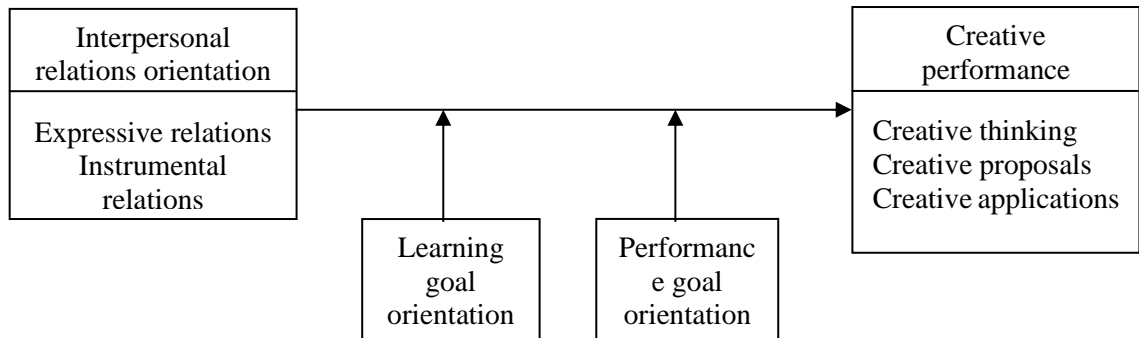 Interpersonal
relations orientation
Expressive relations
Instrumental
relations
Creative
performance
Creative thinking
Creative proposals
Creative applications
Learning
goal
orientation
Performanc
e goal
orientation